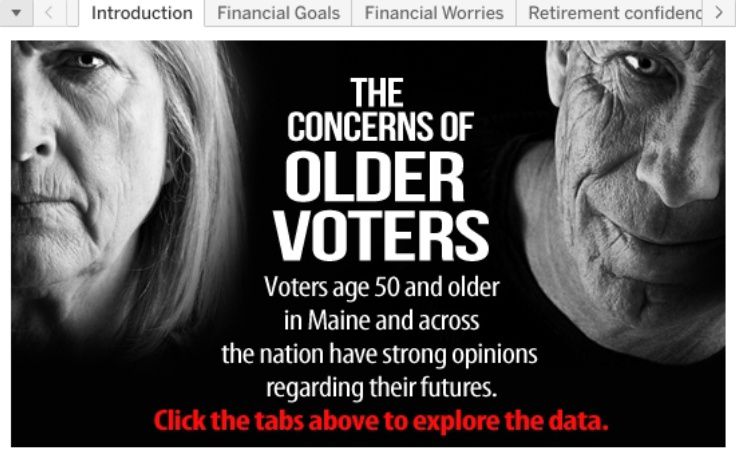 Introduction Financial Goals Financial Worries Retirement confidenc
THE
CONCERNS OF
OLDER
VOTERS
Voters age 50 and older
in Maine and across
the nation have strong opinions
regarding their futures.
Click the tabs above to explore the data.